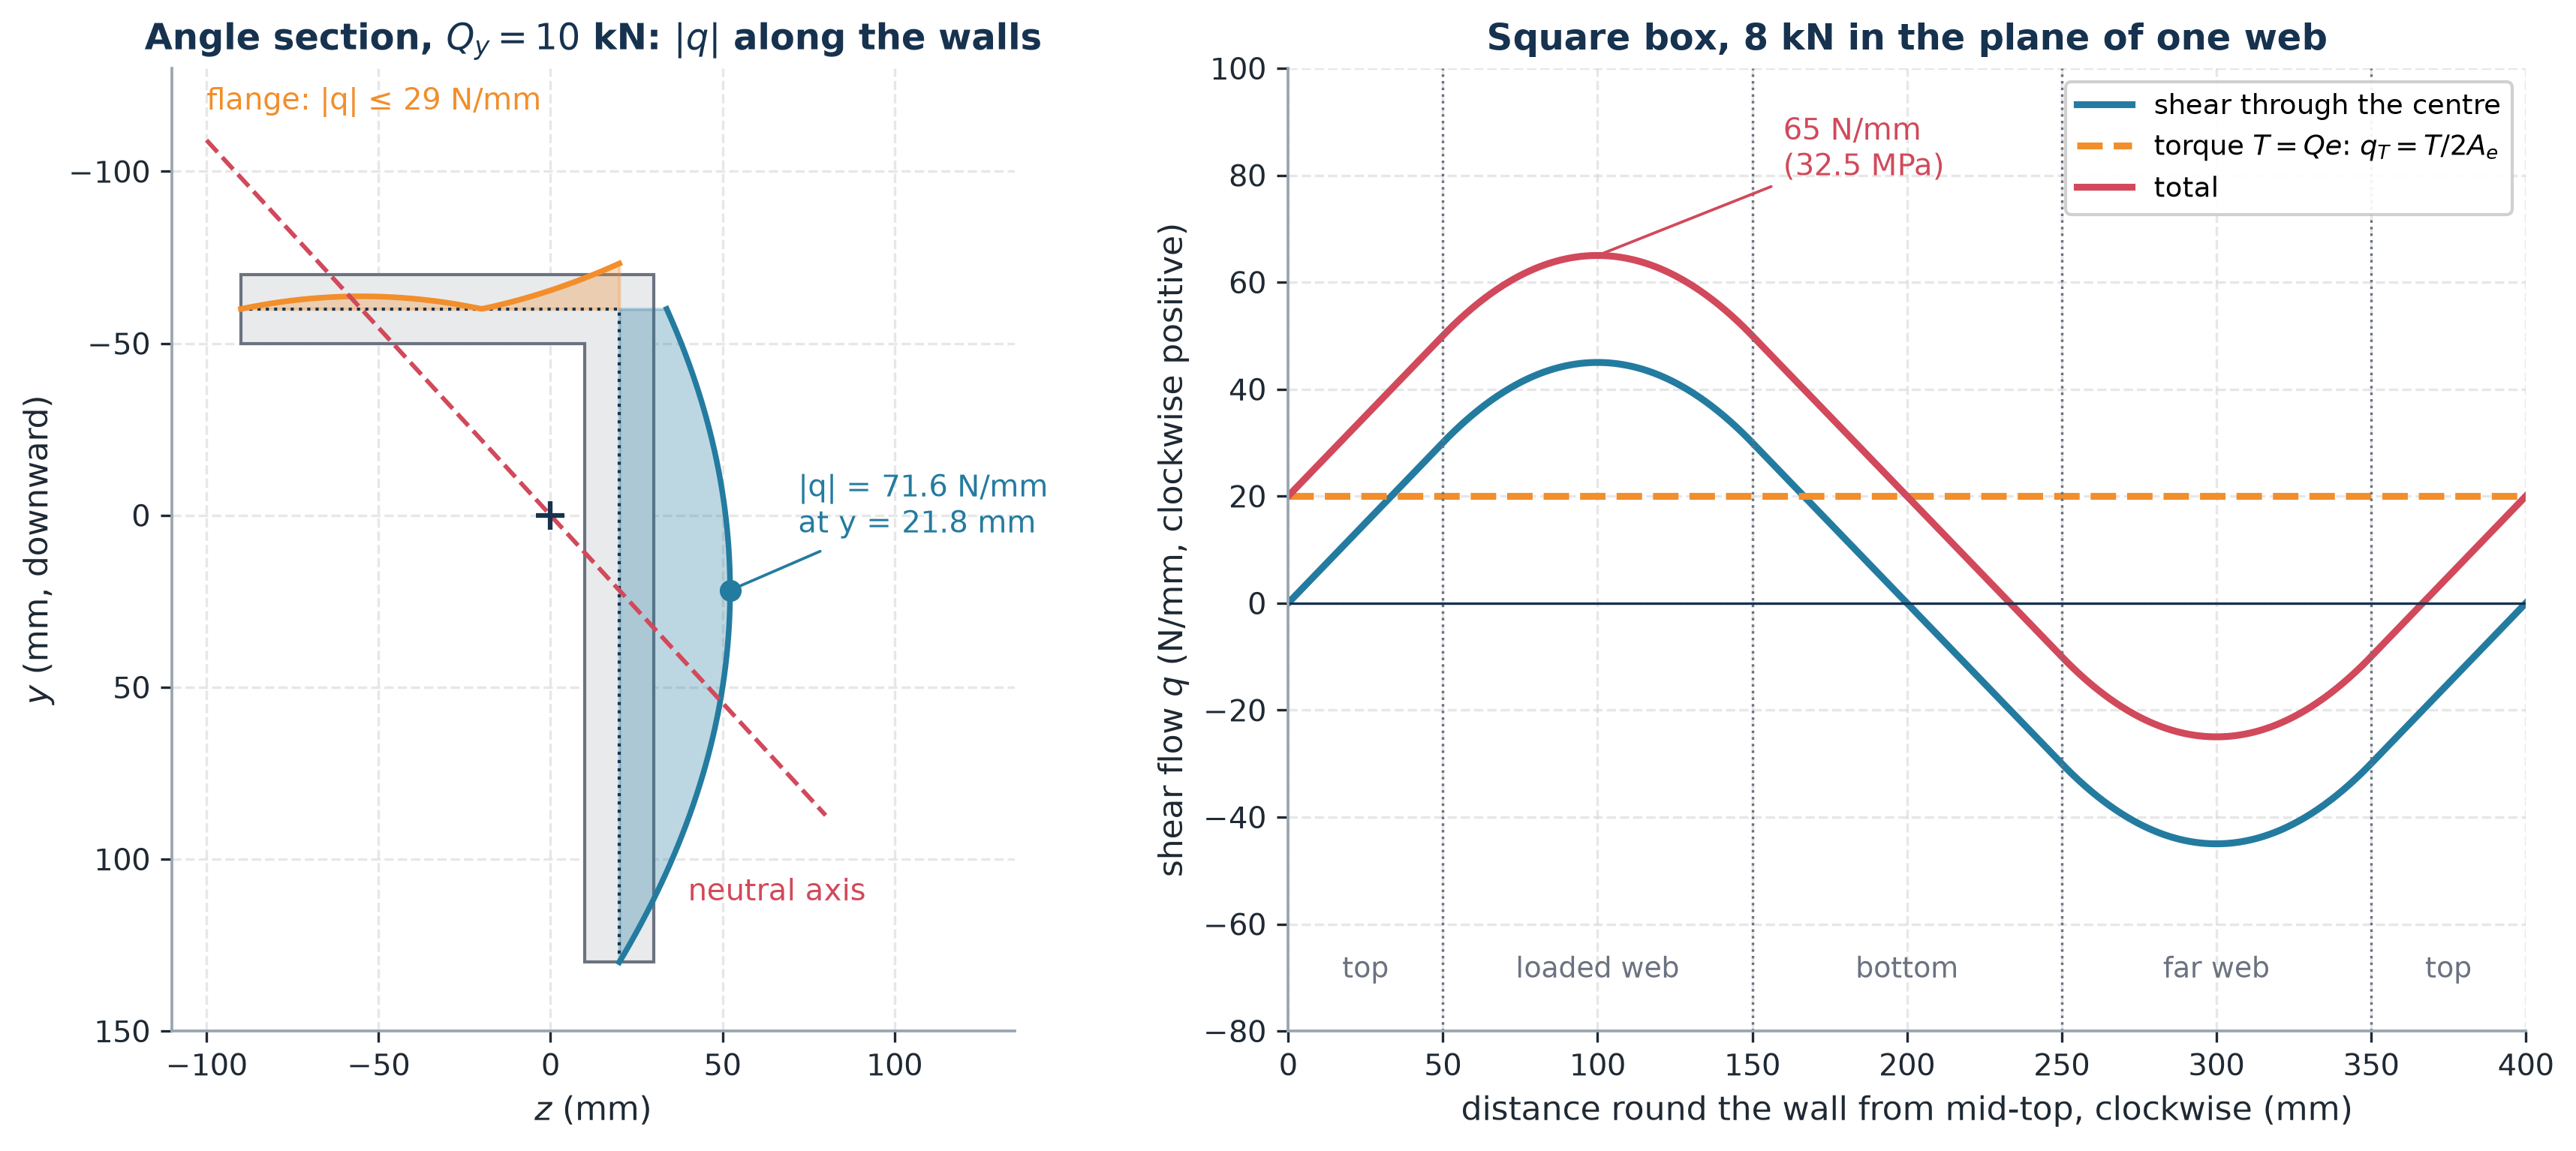 Angle section, Q_y = 10 kN: |q| along the walls
flange: |q| ≤ 29 N/mm
|q| = 71.6 N/mm
at y = 21.8 mm
neutral axis
y (mm, downward)
−100
−50
0
50
100
150
−100 −50 0 50 100
z (mm)
Square box, 8 kN in the plane of one web
shear through the centre
torque T = Qe: q_T = T/2A_e
total
65 N/mm
(32.5 MPa)
top loaded web bottom far web top
shear flow q (N/mm, clockwise positive)
100
80
60
40
20
0
−20
−40
−60
−80
0 50 100 150 200 250 300 350 400
distance round the wall from mid-top, clockwise (mm)